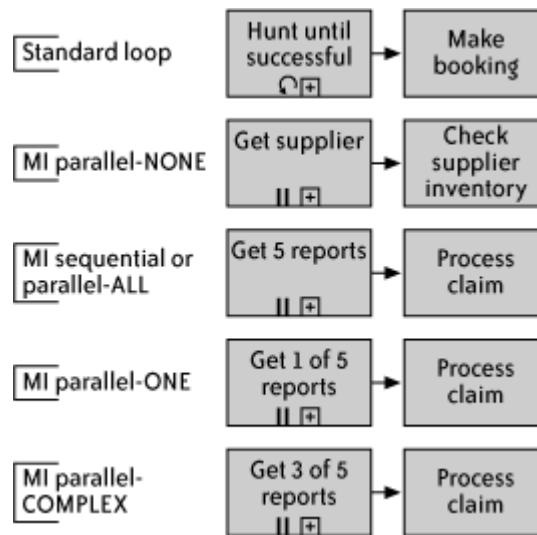 Standard loop
Hunt until
successful
Make
booking
MI parallel-NONE
Get supplier
Check
supplier
inventory
MI sequential or
parallel-ALL
Get 5 reports
Process
claim
MI parallel-ONE
Get 1 of 5
reports
Process
claim
MI parallel-
COMPLEX
Get 3 of 5
reports
Process
claim